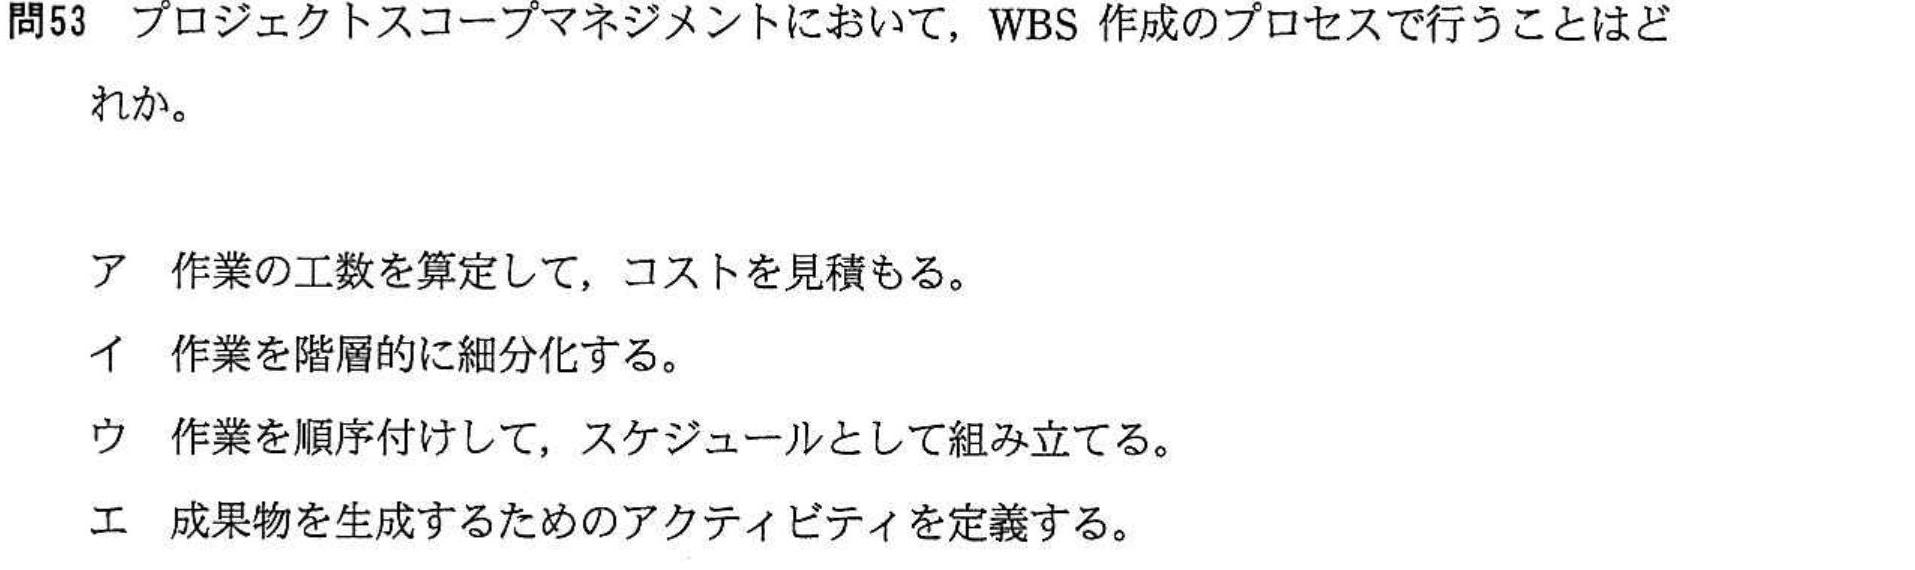 問53 プロジェクトスコープマネジメントにおいて，WBS 作成のプロセスで行うことはど
れか。
ア 作業の工数を算定して，コストを見積もる。
イ 作業を階層的に細分化する。
ウ 作業を順序付けして，スケジュールとして組み立てる。
エ 成果物を生成するためのアクティビティを定義する。